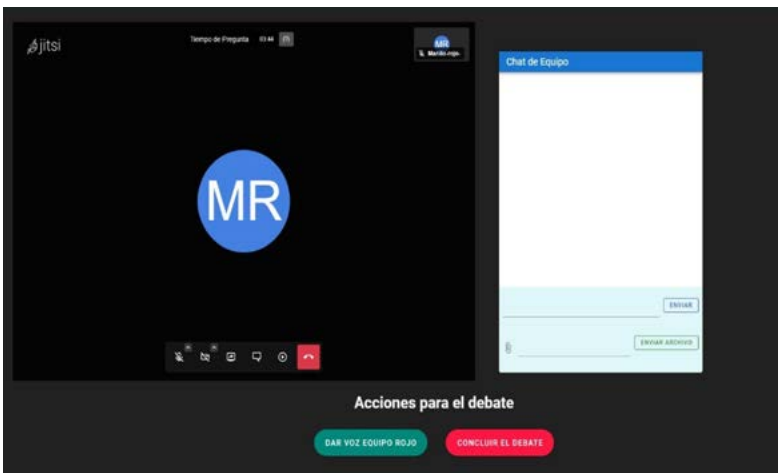 jitsi
Tiempo de Pregunta
MR
Chat de Equipo
MR
ENVIAR
ENVIAR ARCHIVO
Acciones para el debate
DAR VOZ EQUIPO ROJO
CONCLUIR EL DEBATE